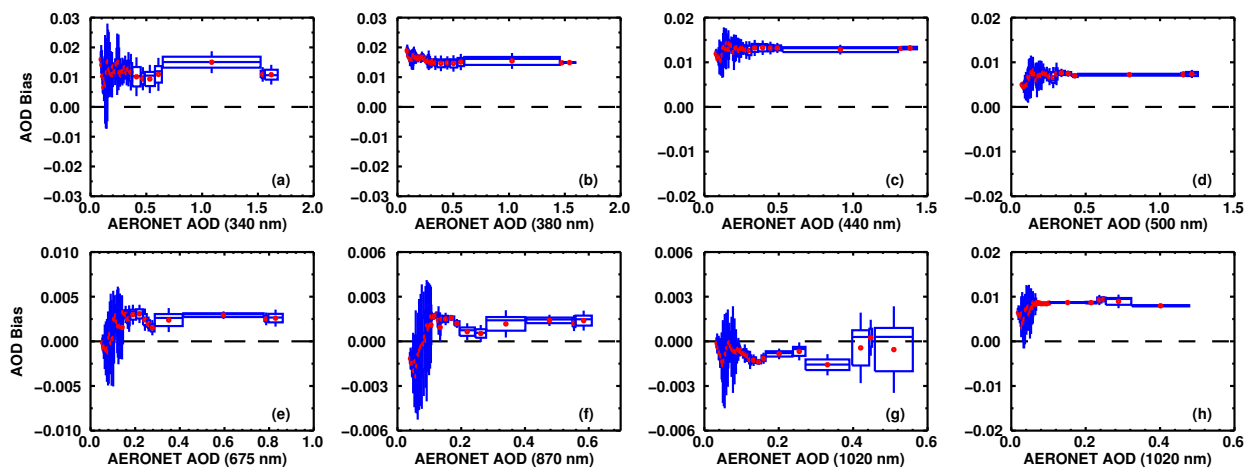 AOD Bias
0.03
0.02
0.01
0.00
−0.01
−0.02
−0.03
(a)
0.0 0.5 1.0 1.5 2.0
AERONET AOD (340 nm)
0.03
0.02
0.01
0.00
−0.01
−0.02
−0.03
(b)
0.0 0.5 1.0 1.5 2.0
AERONET AOD (380 nm)
0.02
0.01
0.00
−0.01
−0.02
(c)
0.0 0.5 1.0 1.5
AERONET AOD (440 nm)
0.02
0.01
0.00
−0.01
−0.02
(d)
0.0 0.5 1.0 1.5
AERONET AOD (500 nm)
AOD Bias
0.010
0.005
0.000
−0.005
−0.010
(e)
0.0 0.2 0.4 0.6 0.8 1.0
AERONET AOD (675 nm)
0.006
0.003
0.000
−0.003
−0.006
(f)
0.0 0.2 0.4 0.6
AERONET AOD (870 nm)
0.006
0.003
0.000
−0.003
−0.006
(g)
0.0 0.2 0.4 0.6
AERONET AOD (1020 nm)
0.02
0.01
0.00
−0.01
−0.02
(h)
0.0 0.2 0.4 0.6
AERONET AOD (1020 nm)